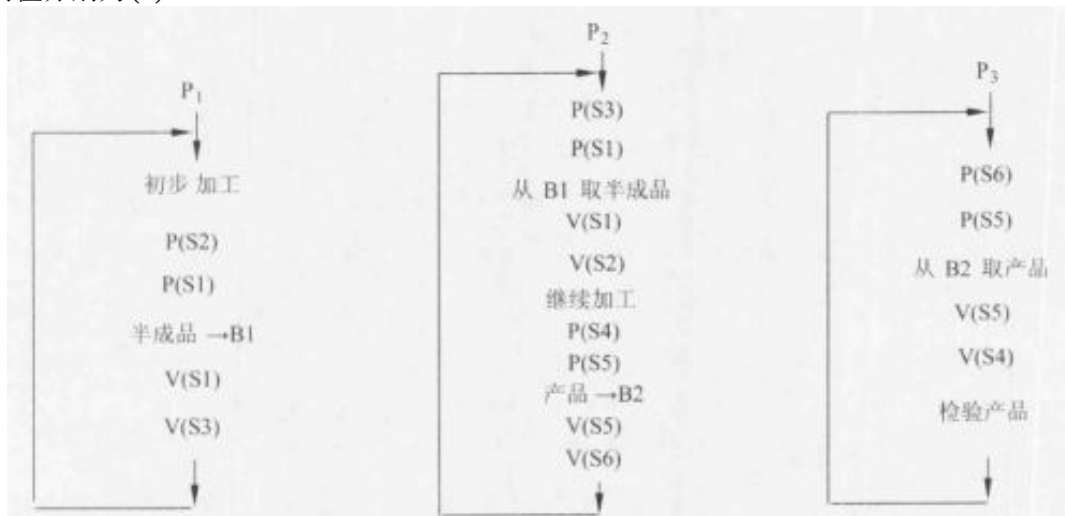 P1
初步 加工
P(S2)
P(S1)
半成品 →B1
V(S1)
V(S3)
P2
P(S3)
P(S1)
从 B1 取半成品
V(S1)
V(S2)
继续加工
P(S4)
P(S5)
产品 →B2
V(S5)
V(S6)
P3
P(S6)
P(S5)
从 B2 取产品
V(S5)
V(S4)
检验产品